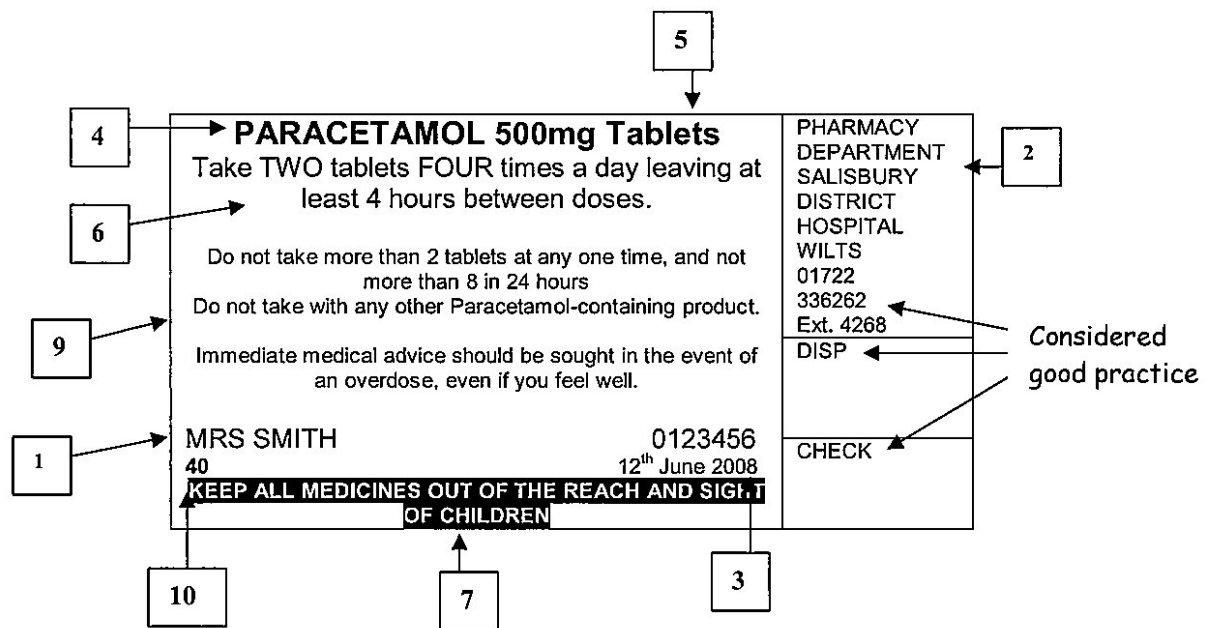 5
4
PARACETAMOL 500mg Tablets
Take TWO tablets FOUR times a day leaving at
least 4 hours between doses.
6
Do not take more than 2 tablets at any one time, and not
more than 8 in 24 hours
Do not take with any other Paracetamol-containing product.
9
Immediate medical advice should be sought in the event of
an overdose, even if you feel well.
1
MRS SMITH 0123456
40 12th June 2008
KEEP ALL MEDICINES OUT OF THE REACH AND SIGHT
OF CHILDREN
10
7
3
PHARMACY
DEPARTMENT
SALISBURY
DISTRICT
HOSPITAL
WILTS
01722
336262
Ext. 4268
2
DISP
CHECK
Considered
good practice